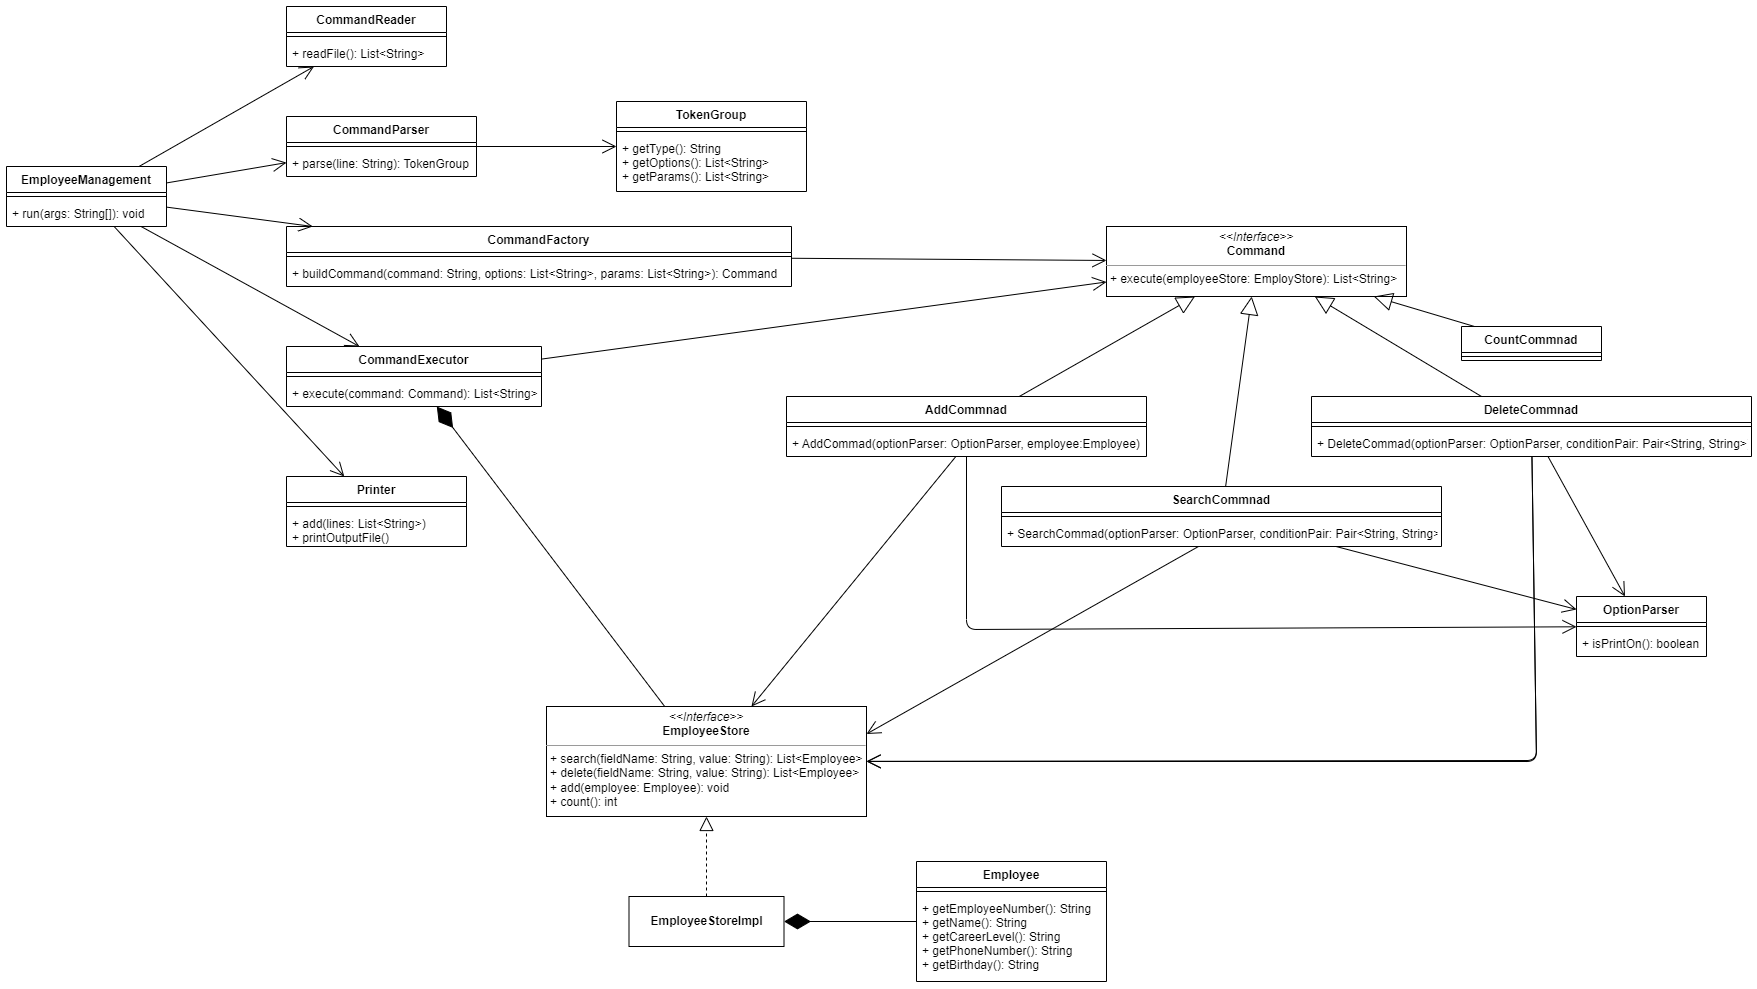 CommandReader
+ readFile(): List<String>
CommandParser
+ parse(line: String): TokenGroup
TokenGroup
+ getType(): String
+ getOptions(): List<String>
+ getParams(): List<String>
EmployeeManagement
+ run(args: String[]): void
CommandFactory
+ buildCommand(command: String, options: List<String>, params: List<String>): Command
<<Interface>>
Command
+ execute(employeeStore: EmployStore): List<String>
CountCommnad
CommandExecutor
+ execute(command: Command): List<String>
AddCommnad
+ AddCommad(optionParser: OptionParser, employee:Employee)
DeleteCommnad
+ DeleteCommad(optionParser: OptionParser, conditionPair: Pair<String, String>
Printer
+ add(lines: List<String>)
+ printOutputFile()
SearchCommnad
+ SearchCommad(optionParser: OptionParser, conditionPair: Pair<String, String>
OptionParser
+ isPrintOn(): boolean
<<Interface>>
EmployeeStore
+ search(fieldName: String, value: String): List<Employee>
+ delete(fieldName: String, value: String): List<Employee>
+ add(employee: Employee): void
+ count(): int
EmployeeStoreImpl
Employee
+ getEmployeeNumber(): String
+ getName(): String
+ getCareerLevel(): String
+ getPhoneNumber(): String
+ getBirthday(): String